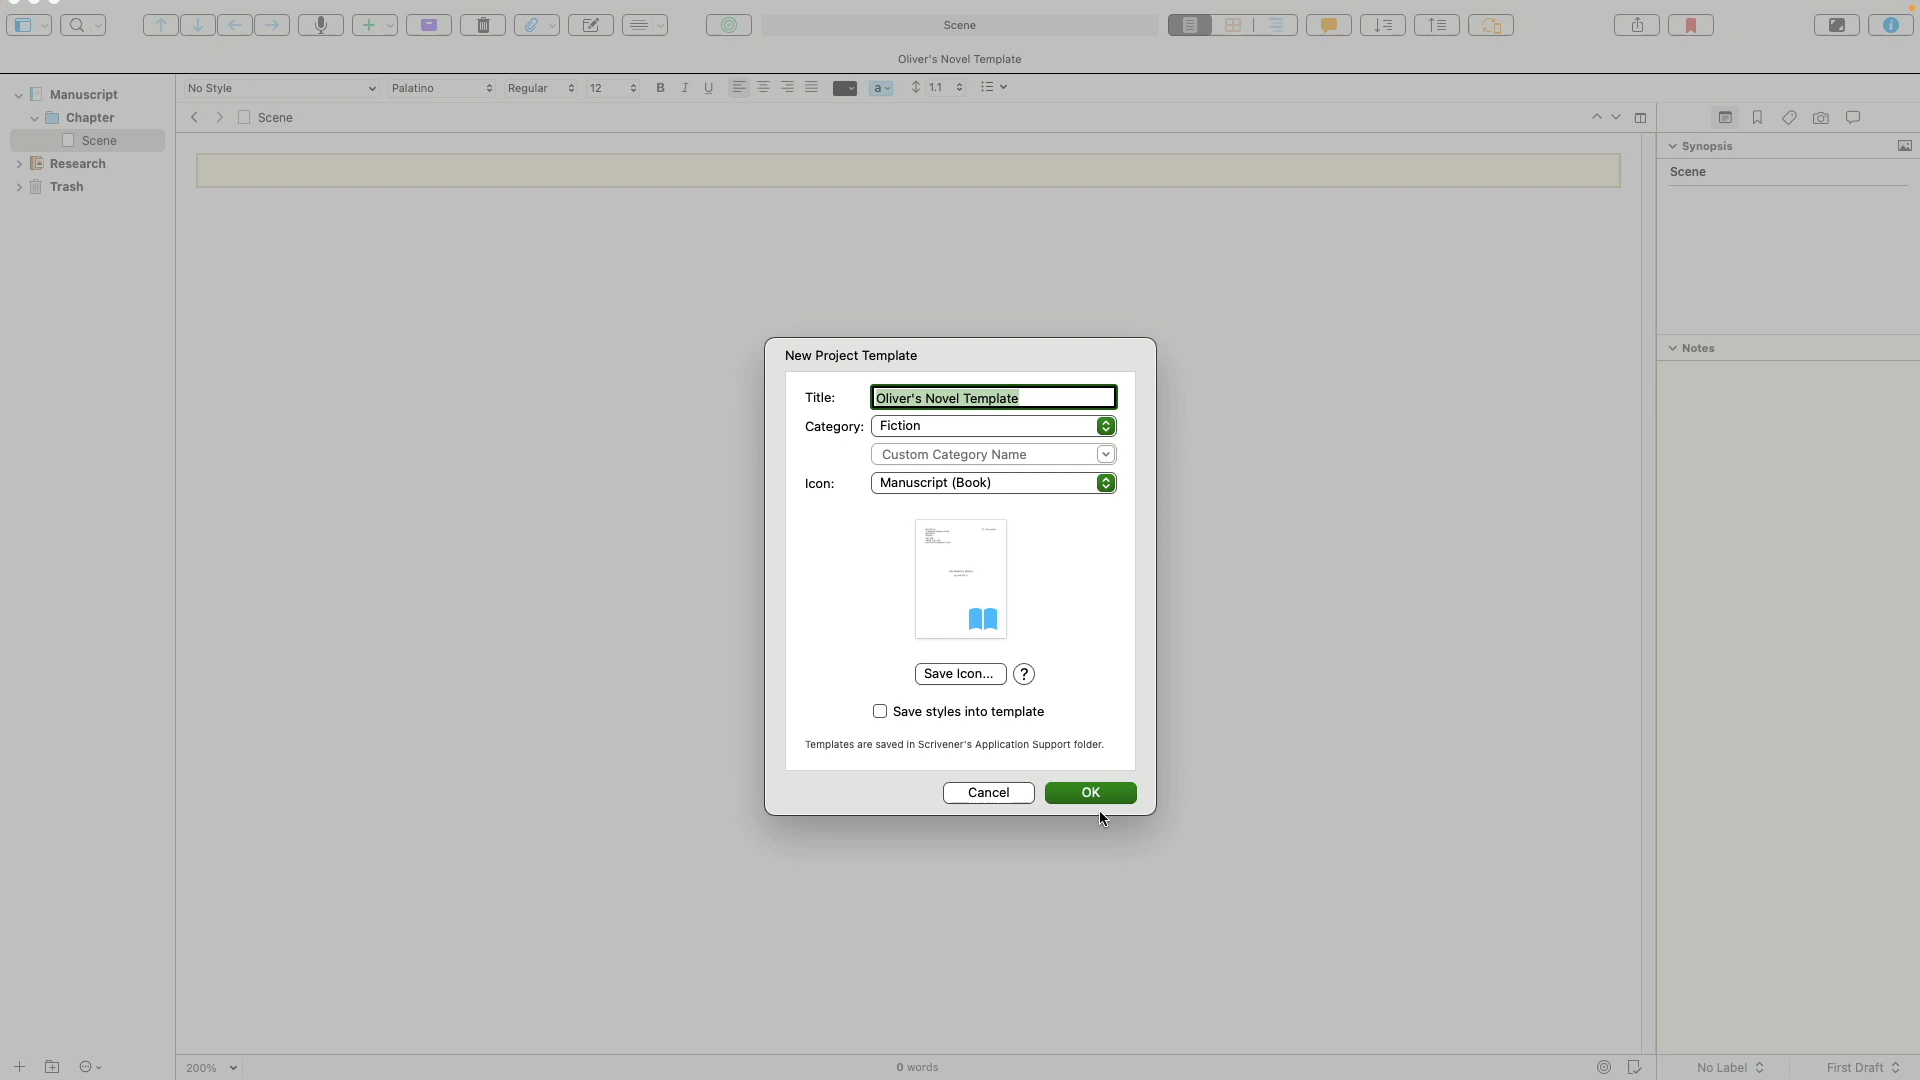 Scene
Oliver's Novel Template
Manuscript
Chapter
Scene
Research
Trash
No Style
Palatino
Regular
12
B
I
U
a
1.1
Scene
Synopsis
Scene
Notes
New Project Template
Title:
Oliver's Novel Template
Category:
Fiction
Custom Category Name
Icon:
Manuscript (Book)
Save Icon...
?
Save styles into template
Templates are saved in Scrivener's Application Support folder.
Cancel
OK
200%
0 words
No Label
First Draft